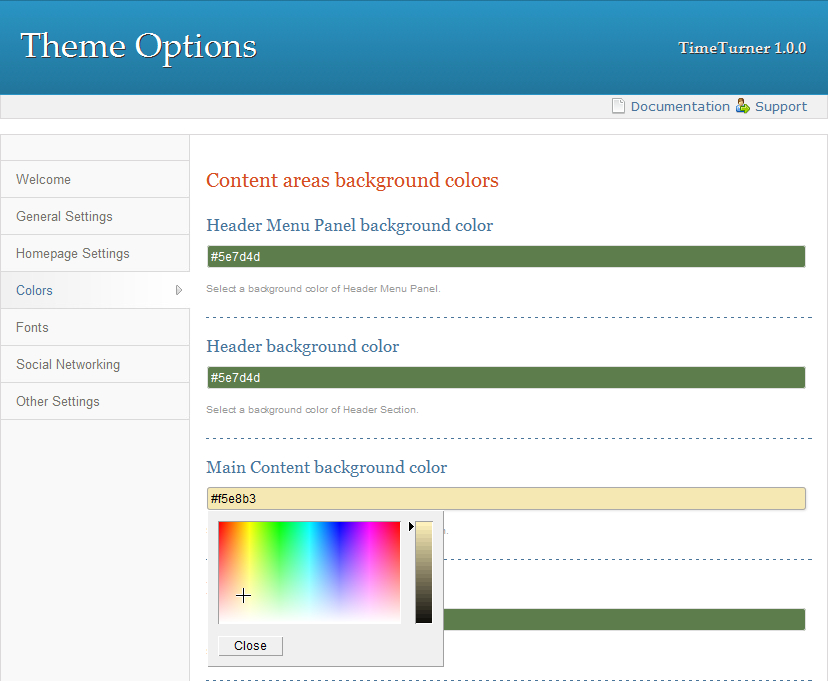 Theme Options
TimeTurner 1.0.0
Documentation
Support
Welcome
General Settings
Homepage Settings
Colors
Fonts
Social Networking
Other Settings
Content areas background colors
Header Menu Panel background color
#5e7d4d
Select a background color of Header Menu Panel.
Header background color
#5e7d4d
Select a background color of Header Section.
Main Content background color
#f5e8b3
Close